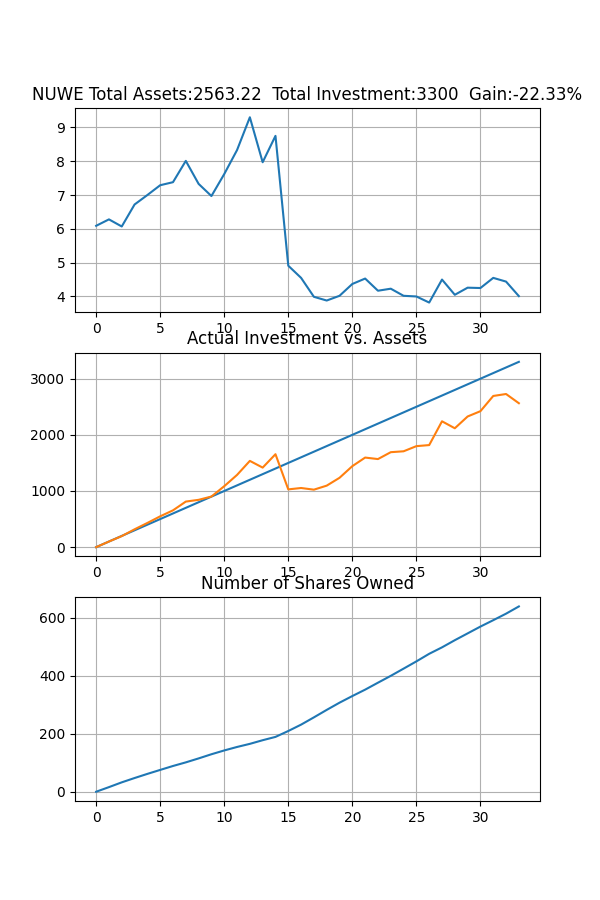 NUWE Total Assets:2563.22  Total Investment:3300  Gain:-22.33%
9
8
7
6
5
4
0 5 10 15 20 25 30
Actual Investment vs. Assets
3000
2000
1000
0
0 5 10 15 20 25 30
Number of Shares Owned
600
400
200
0
0 5 10 15 20 25 30